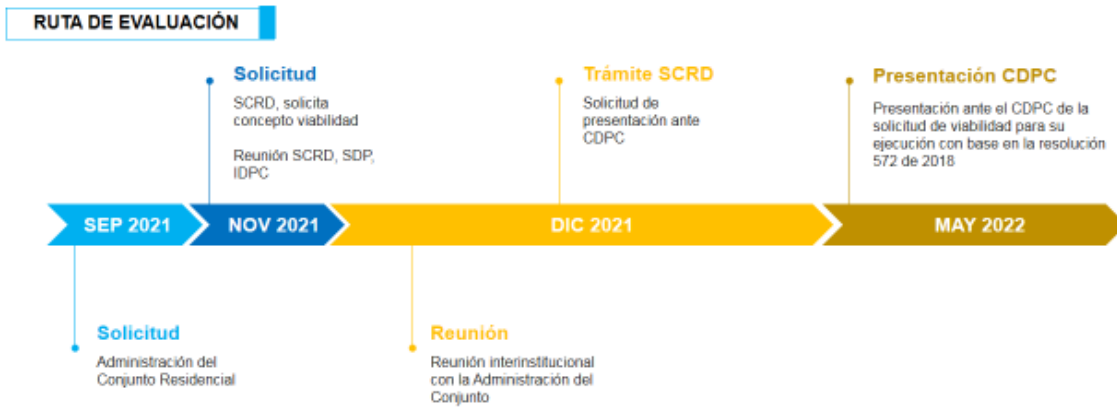 RUTA DE EVALUACIÓN
Solicitud
SCRD, solicita
concepto viabilidad
Reunión SCRD, SDP,
IDPC
Trámite SCRD
Solicitud de
presentación ante
CDPC
Presentación CDPC
Presentación ante el CDPC de la
solicitud de viabilidad para su
ejecución con base en la resolución
572 de 2018
SEP 2021
NOV 2021
DIC 2021
MAY 2022
Solicitud
Administración del
Conjunto Residencial
Reunión
Reunión interinstitucional
con la Administración del
Conjunto